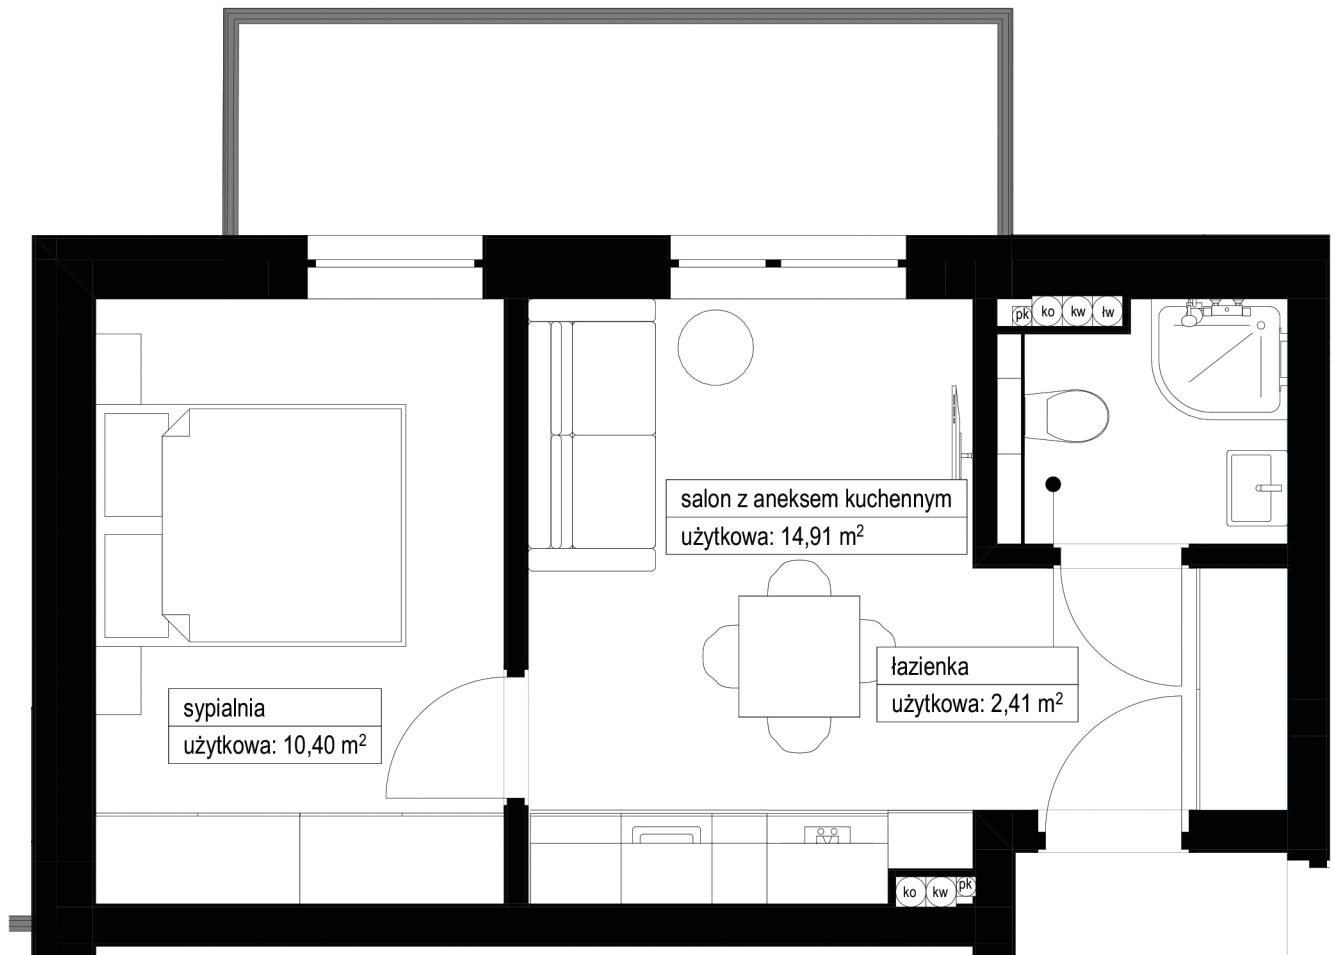 pk ko kw łw
salon z aneksem kuchennym
użytkowa: 14,91 m²
łazienka
użytkowa: 2,41 m²
sypialnia
użytkowa: 10,40 m²
ko kw pk